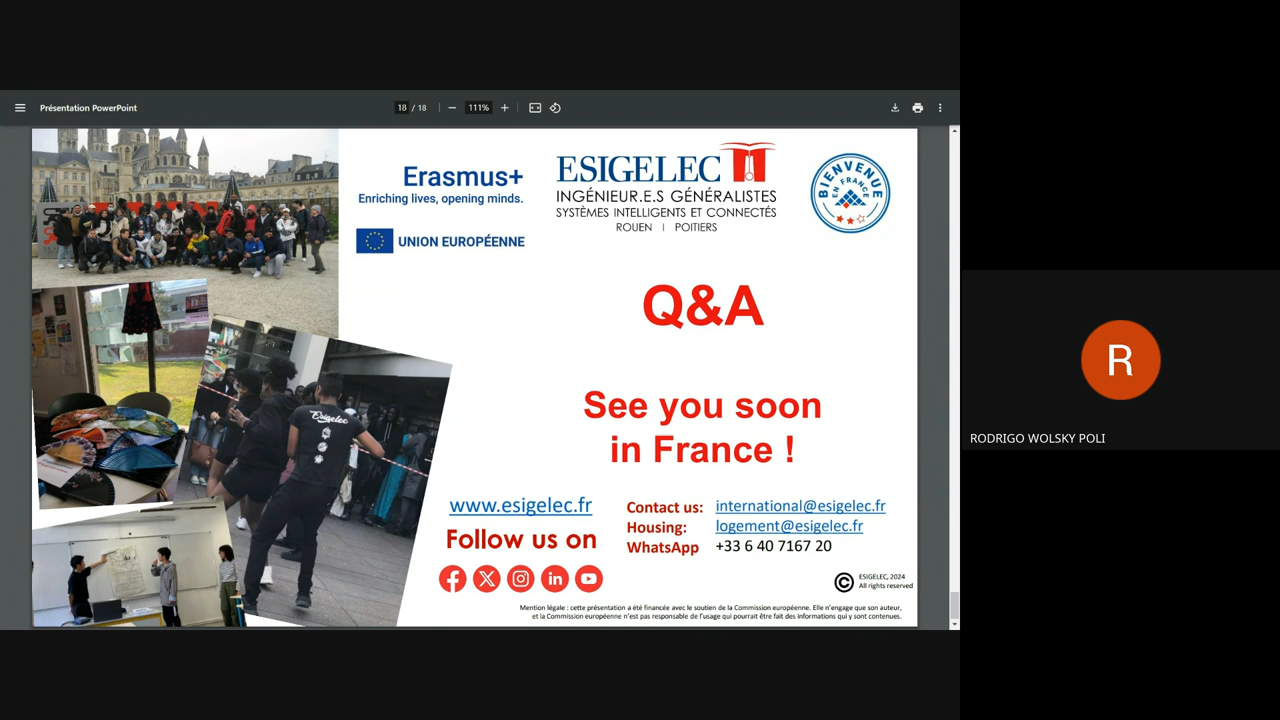 Présentation PowerPoint
18 / 18
111%
Erasmus+
Enriching lives, opening minds.
UNION EUROPÉENNE
ESIGELEC
INGÉNIEUR.E.S GÉNÉRALISTES
SYSTÈMES INTELLIGENTS ET CONNECTÉS
ROUEN | POITIERS
BIENVENUE
EN FRANCE
Q&A
See you soon
in France !
Esigelec
www.esigelec.fr
Follow us on
Contact us: international@esigelec.fr
Housing: logement@esigelec.fr
WhatsApp +33 6 40 7167 20
© ESIGELEC, 2024
All rights reserved
Mention légale : cette présentation a été financée avec le soutien de la Commission européenne. Elle n'engage que son auteur,
et la Commission européenne n'est pas responsable de l'usage qui pourrait être fait des informations qui y sont contenues.
R
RODRIGO WOLSKY POLI